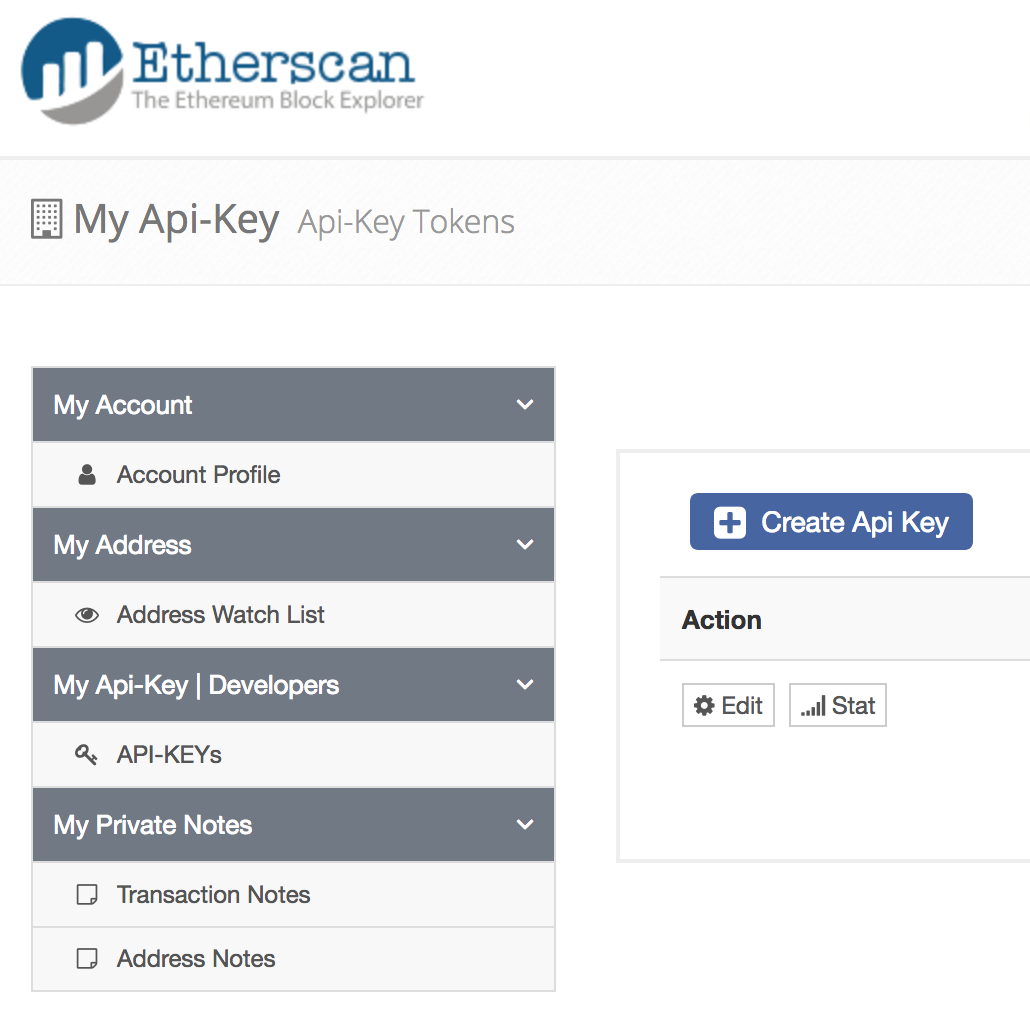 Etherscan
The Ethereum Block Explorer
My Api-Key Api-Key Tokens
My Account
Account Profile
My Address
Address Watch List
My Api-Key | Developers
API-KEYs
My Private Notes
Transaction Notes
Address Notes
Create Api Key
Action
Edit Stat